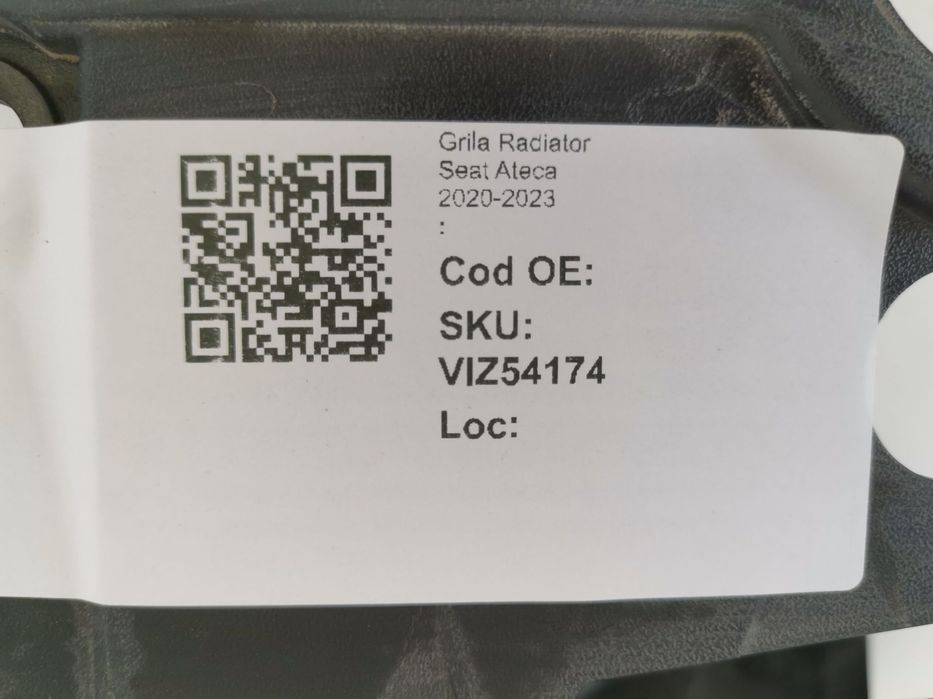 Grila Radiator
Seat Ateca
2020-2023
:
Cod OE:
SKU:
VIZ54174
Loc: